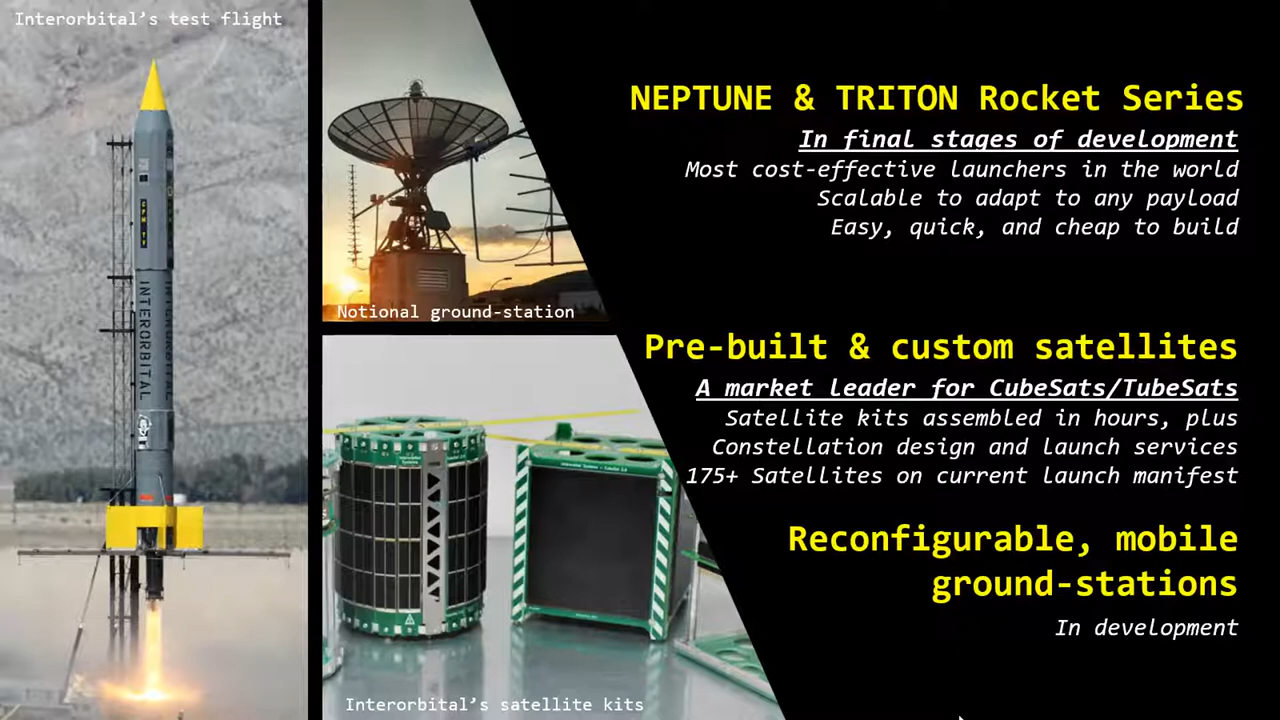 Interorbital's test flight
INTERORBITAL
Notional ground-station
Interorbital's satellite kits
NEPTUNE & TRITON Rocket Series
In final stages of development
Most cost-effective launchers in the world
Scalable to adapt to any payload
Easy, quick, and cheap to build
Pre-built & custom satellites
A market leader for CubeSats/TubeSats
Satellite kits assembled in hours, plus
Constellation design and launch services
175+ Satellites on current launch manifest
Reconfigurable, mobile
ground-stations
In development